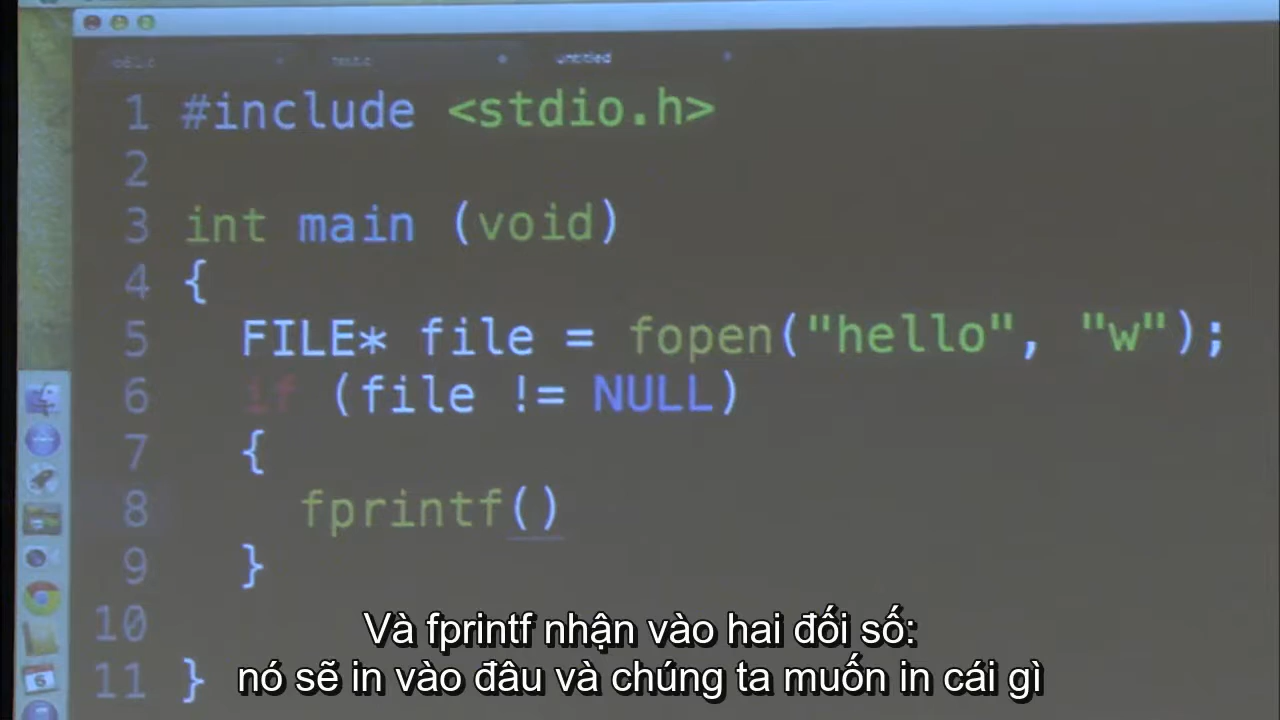 untitled
1 #include <stdio.h>
2
3 int main (void)
4 {
5 FILE* file = fopen("hello", "w");
6 if (file != NULL)
7 {
8 fprintf()
9 }
10
11 }
6
Và fprintf nhận vào hai đối số:
nó sẽ in vào đâu và chúng ta muốn in cái gì